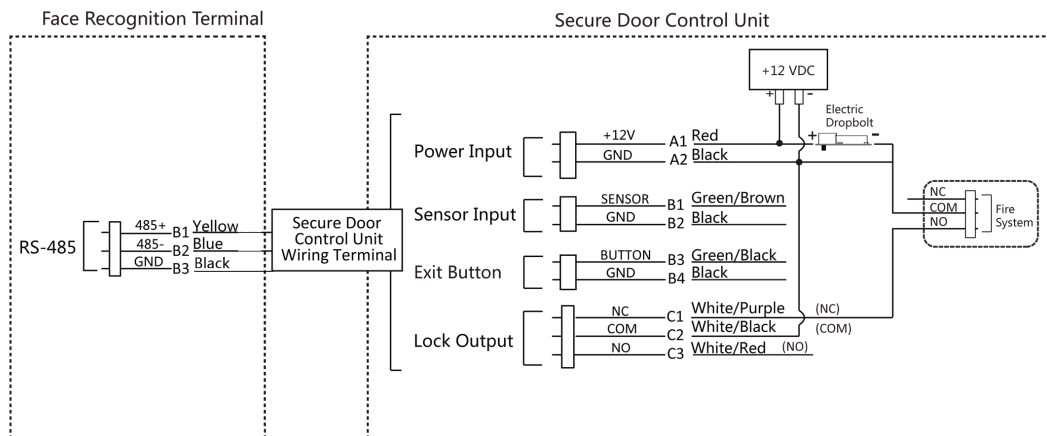 Face Recognition Terminal
Secure Door Control Unit
+12 VDC
+ -
Electric
Dropbolt
Power Input
+12V A1 Red
+ -
GND A2 Black
Sensor Input
SENSOR B1 Green/Brown
GND B2 Black
NC
COM
NO
Fire
System
RS-485
485+ B1 Yellow
485- B2 Blue
GND B3 Black
Secure Door
Control Unit
Wiring Terminal
Exit Button
BUTTON B3 Green/Black
GND B4 Black
Lock Output
NC C1 White/Purple (NC)
COM C2 White/Black (COM)
NO C3 White/Red (NO)